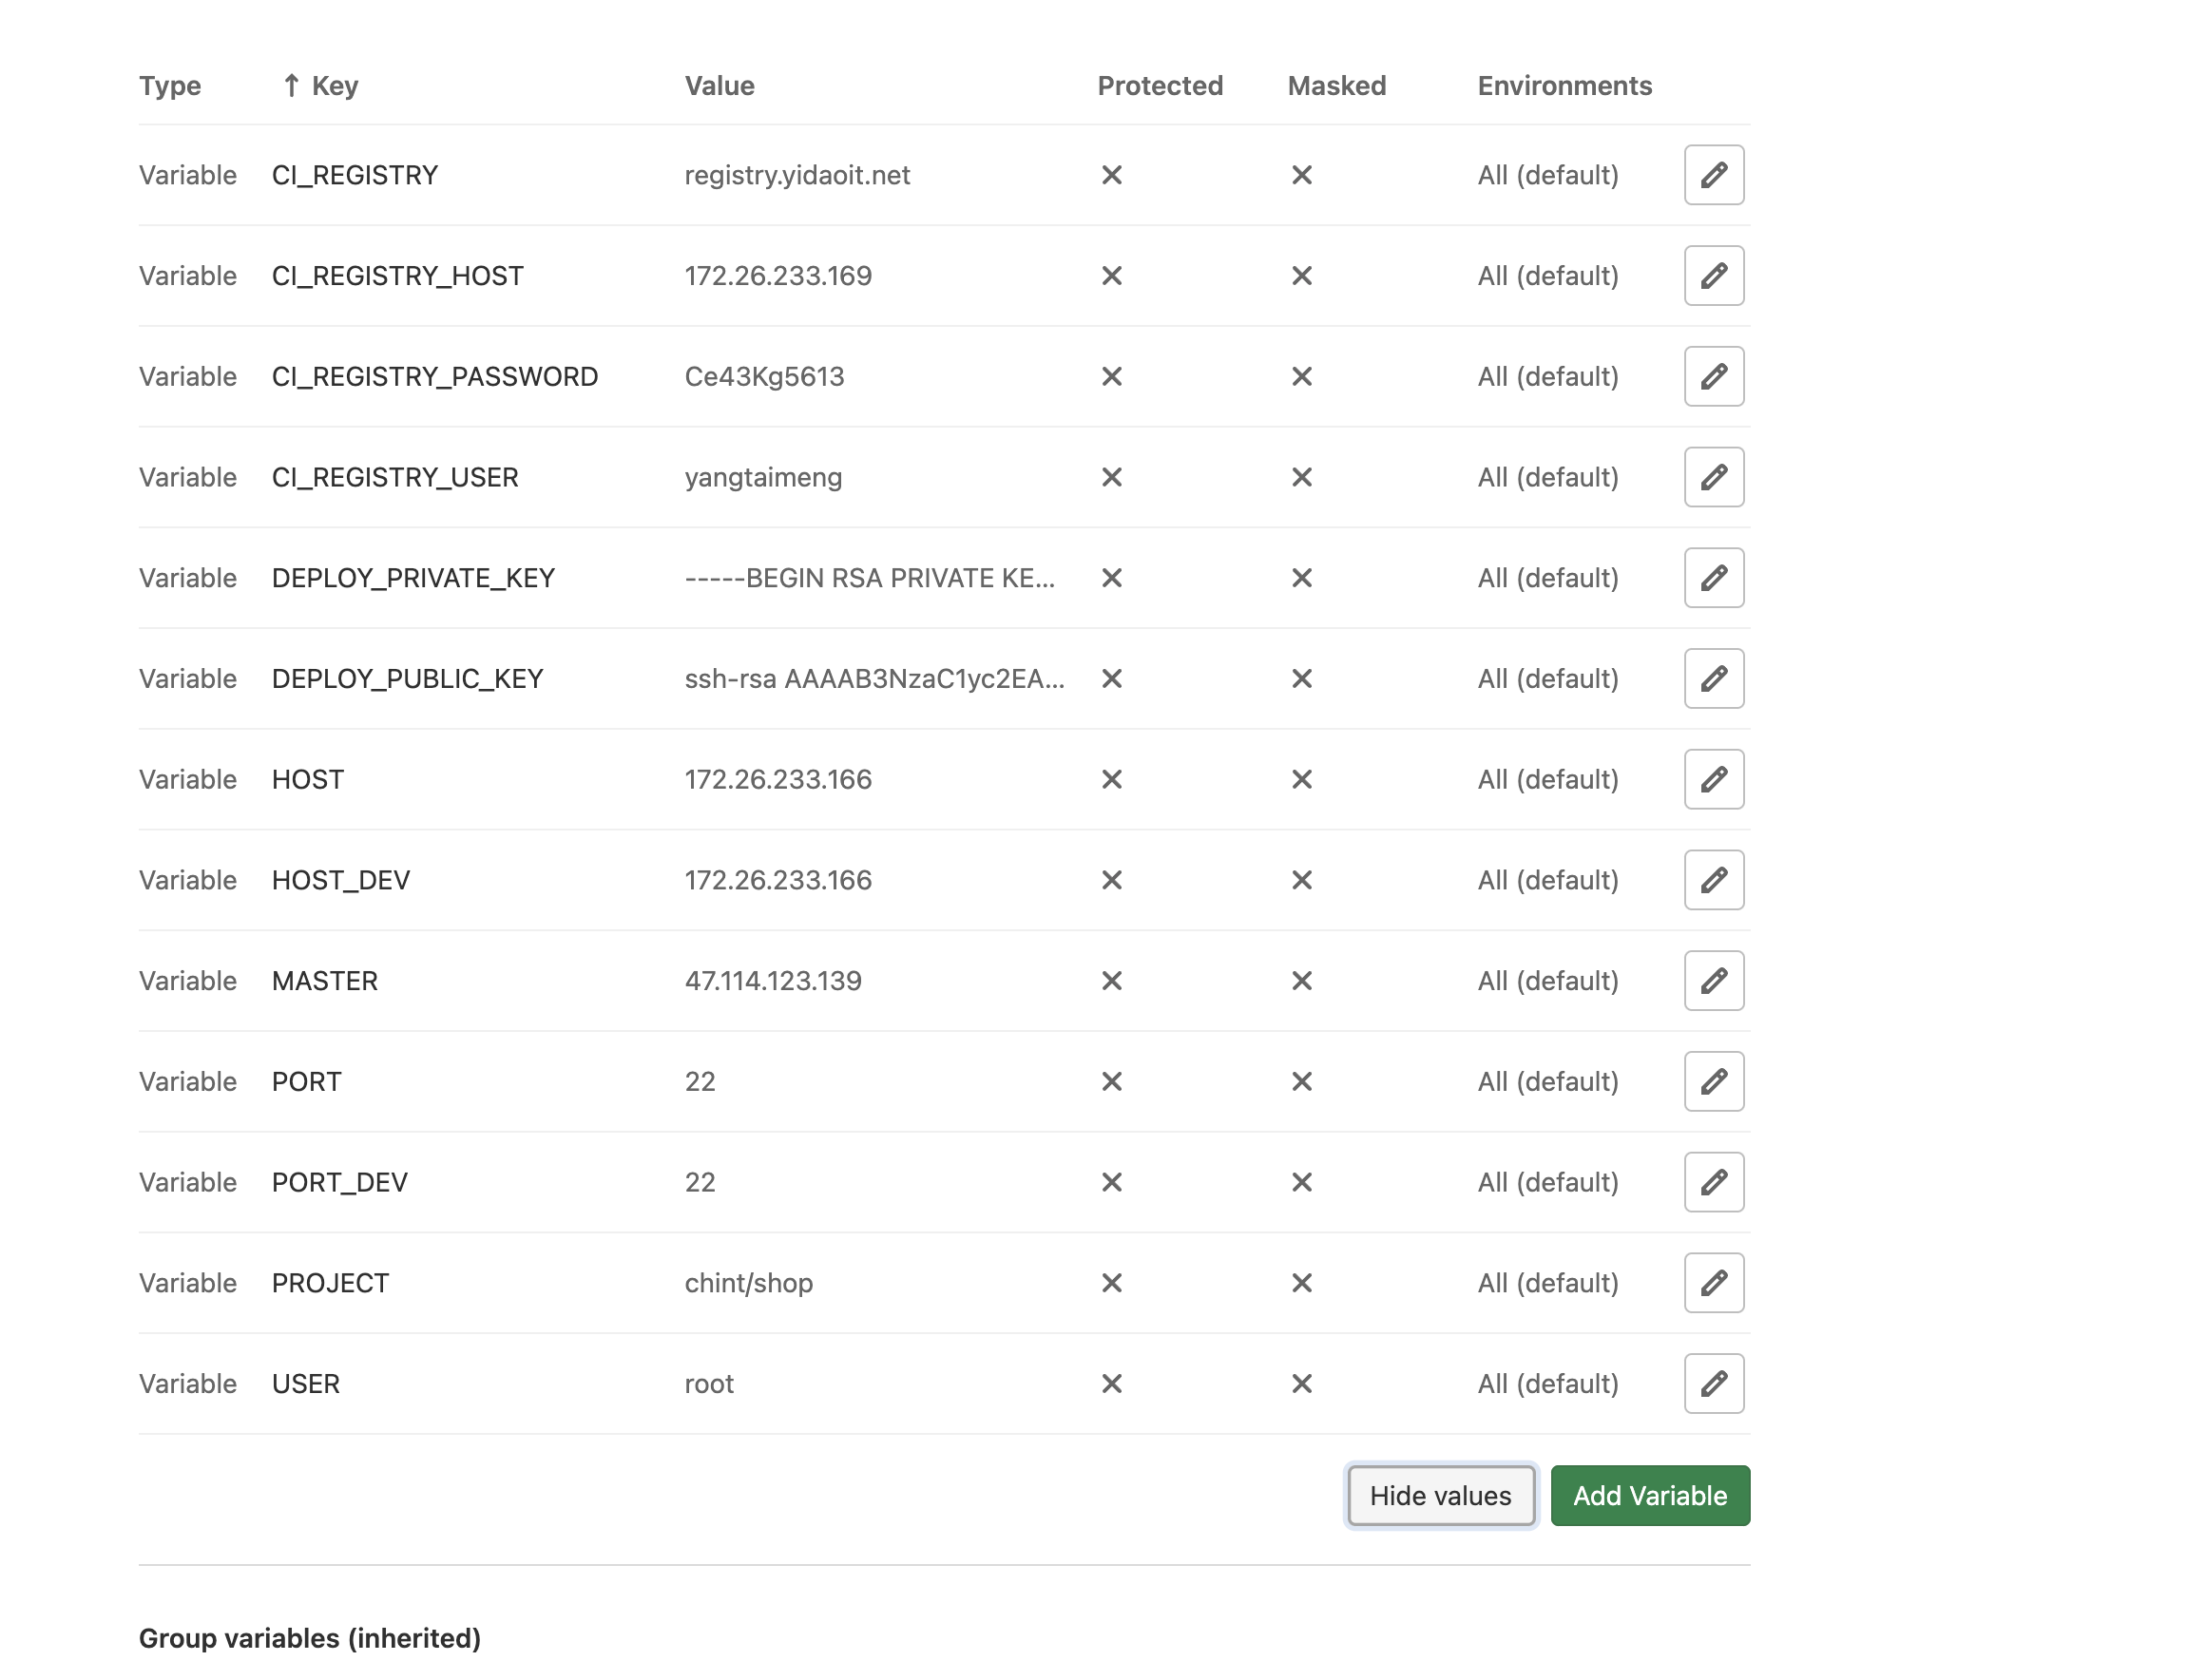 Type ↑ Key Value Protected Masked Environments
Variable CI_REGISTRY registry.yidaoit.net All (default)
Variable CI_REGISTRY_HOST 172.26.233.169 All (default)
Variable CI_REGISTRY_PASSWORD Ce43Kg5613 All (default)
Variable CI_REGISTRY_USER yangtaimeng All (default)
Variable DEPLOY_PRIVATE_KEY -----BEGIN RSA PRIVATE KE... All (default)
Variable DEPLOY_PUBLIC_KEY ssh-rsa AAAAB3NzaC1yc2EA... All (default)
Variable HOST 172.26.233.166 All (default)
Variable HOST_DEV 172.26.233.166 All (default)
Variable MASTER 47.114.123.139 All (default)
Variable PORT 22 All (default)
Variable PORT_DEV 22 All (default)
Variable PROJECT chint/shop All (default)
Variable USER root All (default)
Hide values Add Variable
Group variables (inherited)